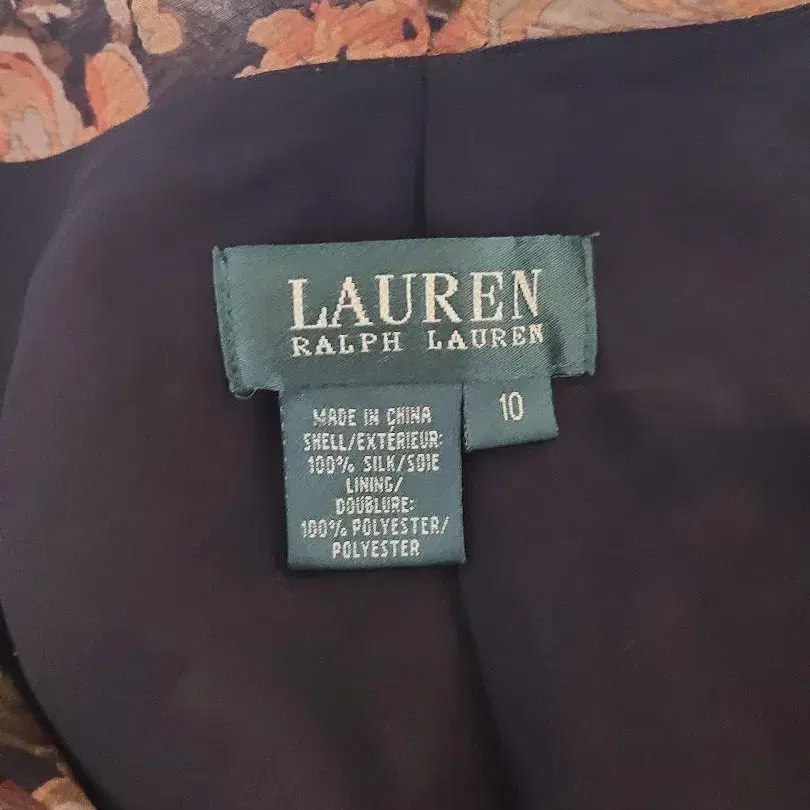 LAUREN
RALPH LAUREN
10
MADE IN CHINA
SHELL/EXTÉRIEUR:
100% SILK/SOIE
LINING/
DOUBLURE:
100% POLYESTER/
POLYESTER